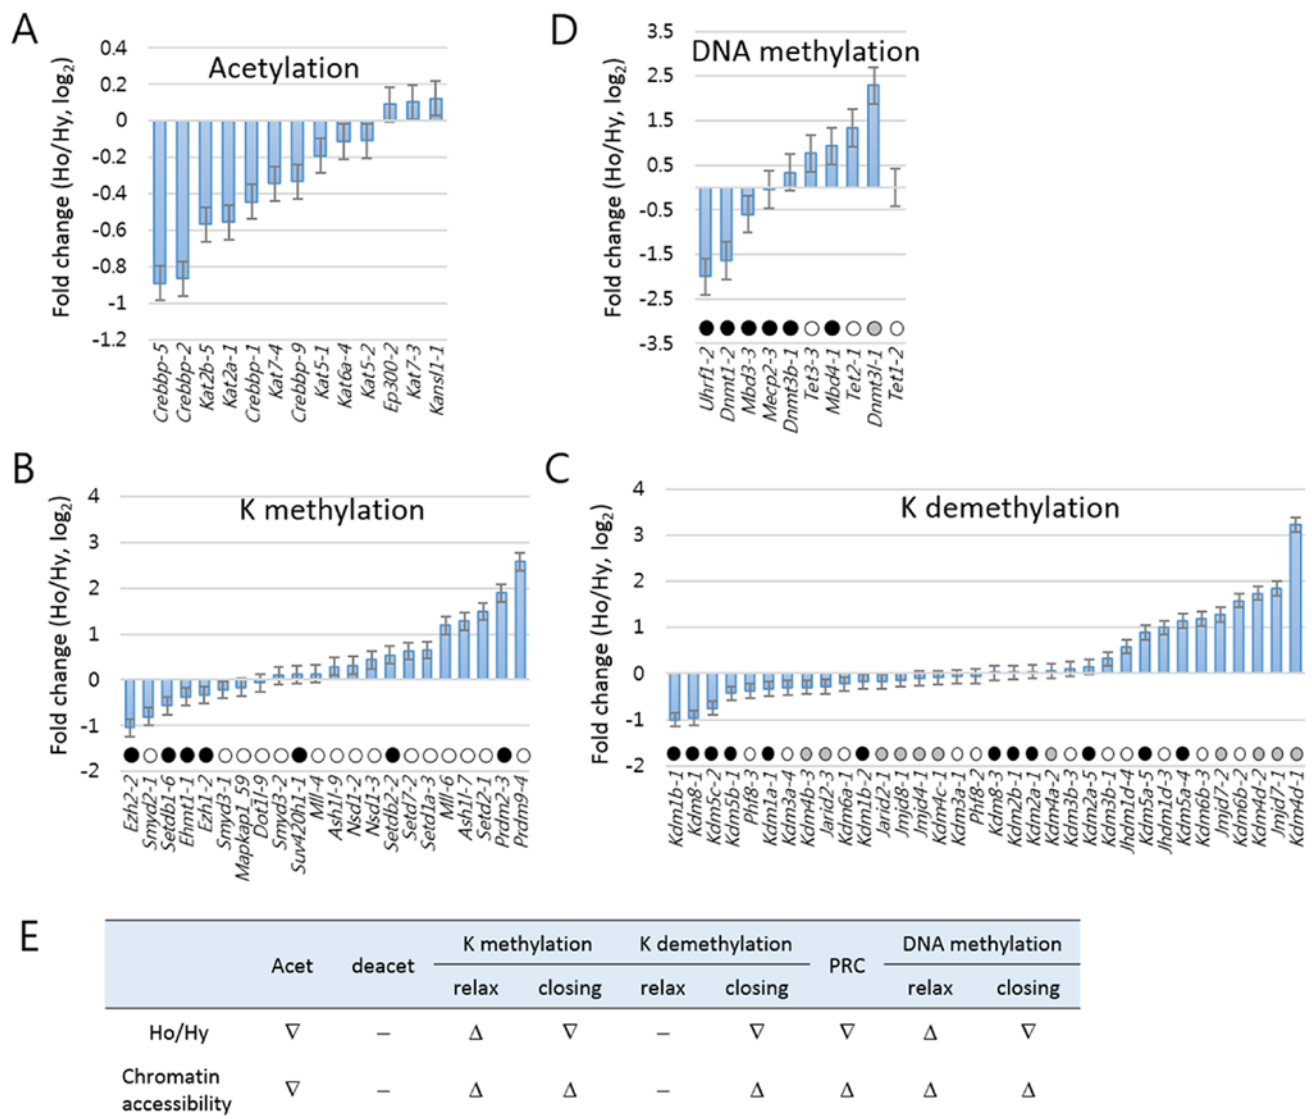 A
Acetylation
Fold change (Ho/Hy, log2)
0.4
0.2
0
-0.2
-0.4
-0.6
-0.8
-1
-1.2
Crebbp-5
Crebbp-2
Kat2b-5
Kat2a-1
Crebbp-1
Kat7-4
Crebbp-9
Kat5-1
Kat6a-4
Kat5-2
Ep300-2
Kat7-3
Kansl1-1
D
DNA methylation
Fold change (Ho/Hy, log2)
3.5
2.5
1.5
0.5
-0.5
-1.5
-2.5
-3.5
Uhrf1-2
Dnmt1-2
Mbd3-3
Mecp2-3
Dnmt3b-1
Tet3-3
Mbd4-1
Tet2-1
Dnmt3l-1
Tet1-2
B
K methylation
Fold change (Ho/Hy, log2)
4
3
2
1
0
-1
-2
Ezh2-2
Smyd2-1
Setdb1-6
Ehmt1-1
Ezh1-2
Smyd3-1
Mapkap1_59
Dot1l-9
Smyd3-2
Suv420h1-1
Mll-4
Ash1l-9
Nsd1-2
Nsd1-3
Setdb2-2
Setd7-2
Setd1a-3
Mll-6
Ash1l-7
Setd2-1
Prdm2-3
Prdm9-4
C
K demethylation
Fold change (Ho/Hy, log2)
4
3
2
1
0
-1
-2
Kdm1b-1
Kdm8-1
Kdm5c-2
Kdm5b-1
Phf8-3
Kdm1a-1
Kdm3a-4
Kdm4b-3
Jarid2-3
Kdm6a-1
Kdm1b-2
Jarid2-1
Jmjd8-1
Jmjd4-1
Kdm4c-1
Kdm3a-1
Phf8-2
Kdm8-3
Kdm2b-1
Kdm2a-1
Kdm4a-2
Kdm3b-3
Kdm2a-5
Kdm3b-1
Jhdm1d-4
Kdm5a-5
Jhdm1d-3
Kdm5a-4
Kdm6b-3
Jmjd7-2
Kdm6b-2
Kdm4d-2
Jmjd7-1
Kdm4d-1
E
Acet deacet K methylation K demethylation PRC DNA methylation
relax closing relax closing relax closing
Ho/Hy ∇ – Δ ∇ – ∇ ∇ Δ ∇
Chromatin
accessibility ∇ – Δ Δ – Δ Δ Δ Δ